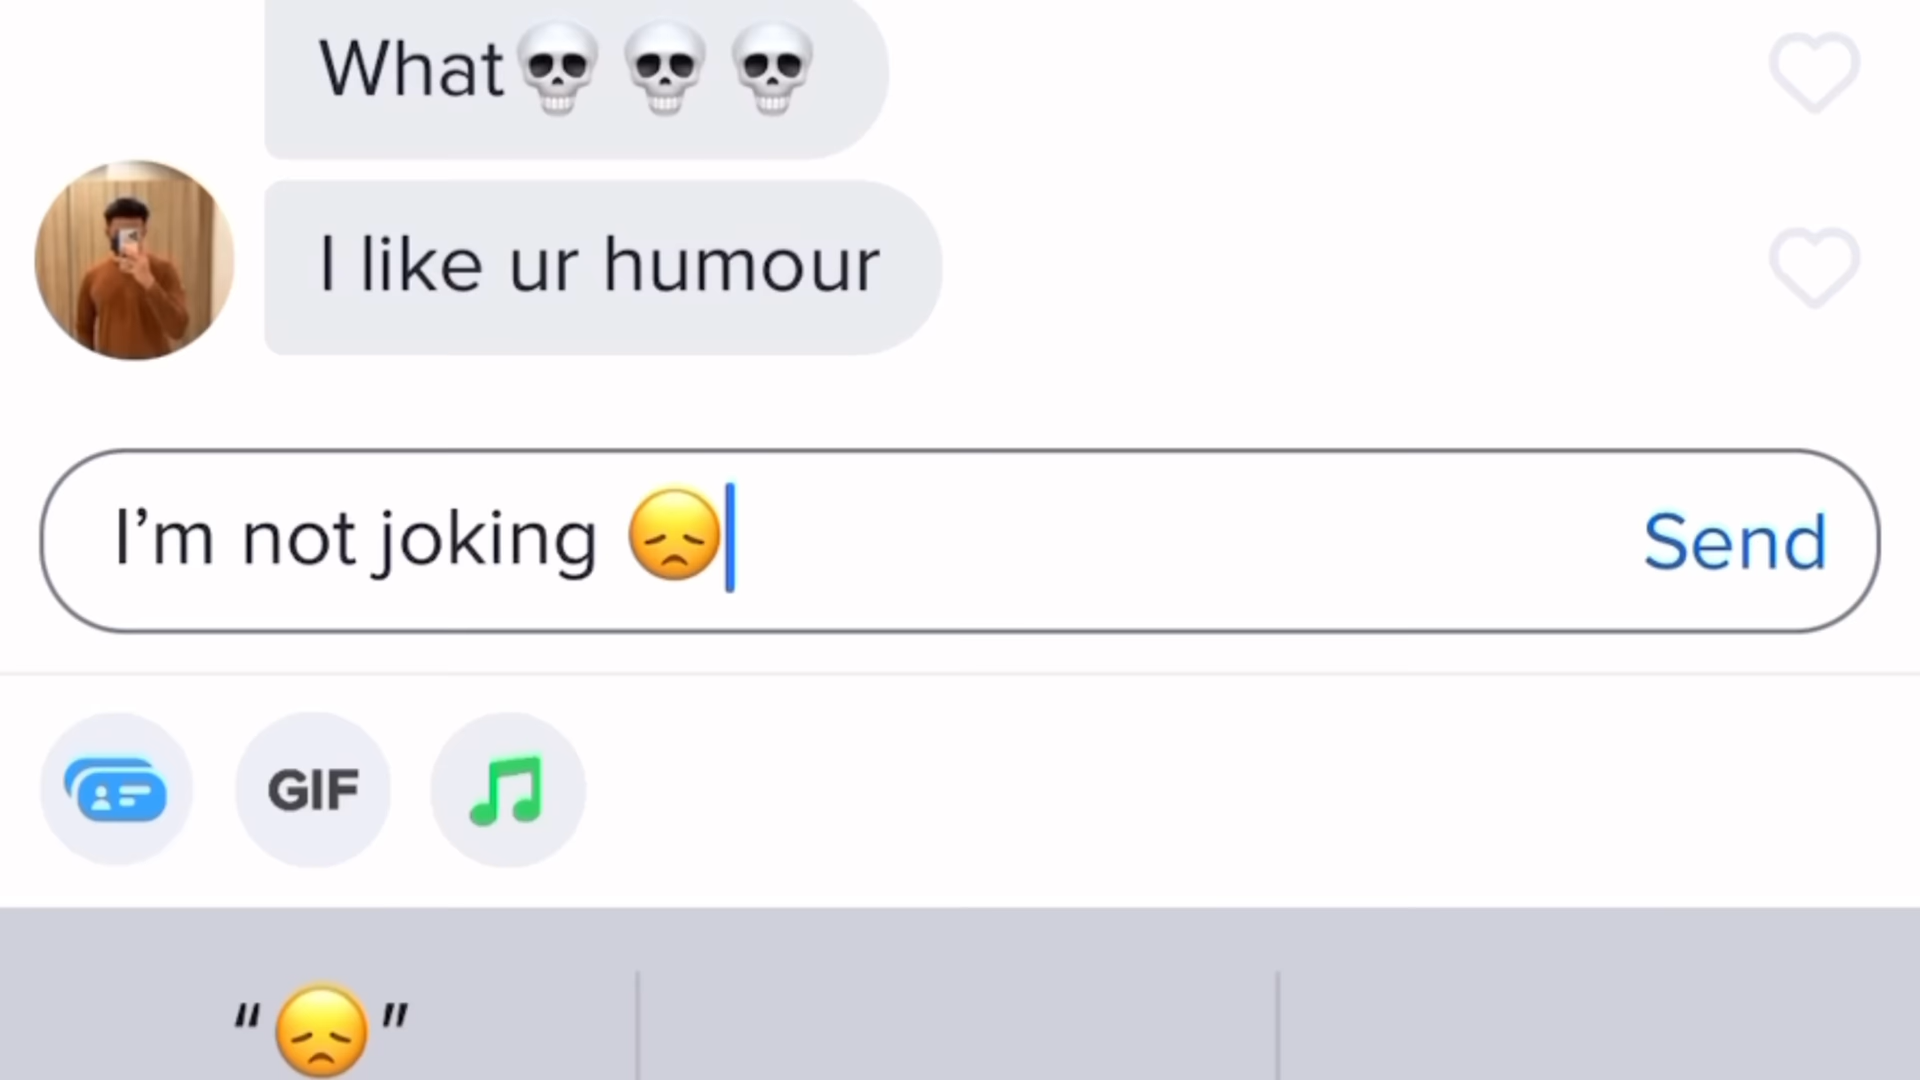 What💀💀💀
I like ur humour
I’m not joking 😞
Send
GIF
“😞”